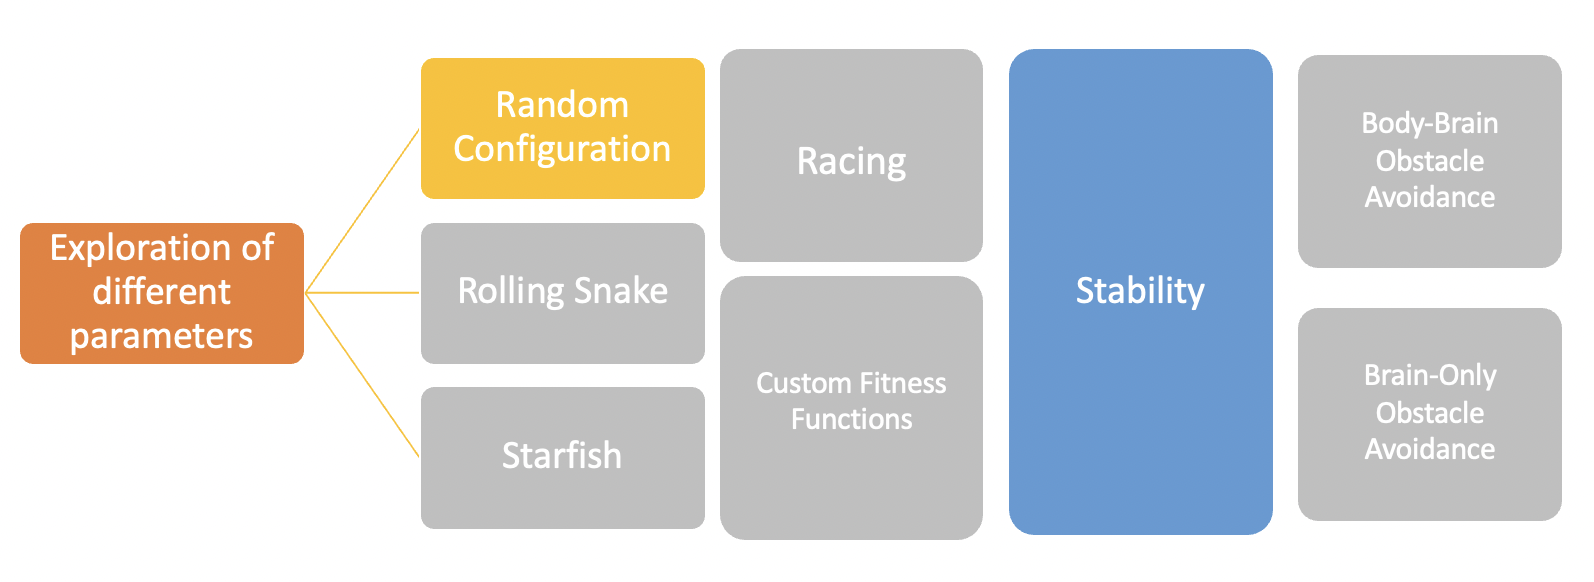 Exploration of
different
parameters
Random
Configuration
Rolling Snake
Starfish
Racing
Custom Fitness
Functions
Stability
Body-Brain
Obstacle
Avoidance
Brain-Only
Obstacle
Avoidance